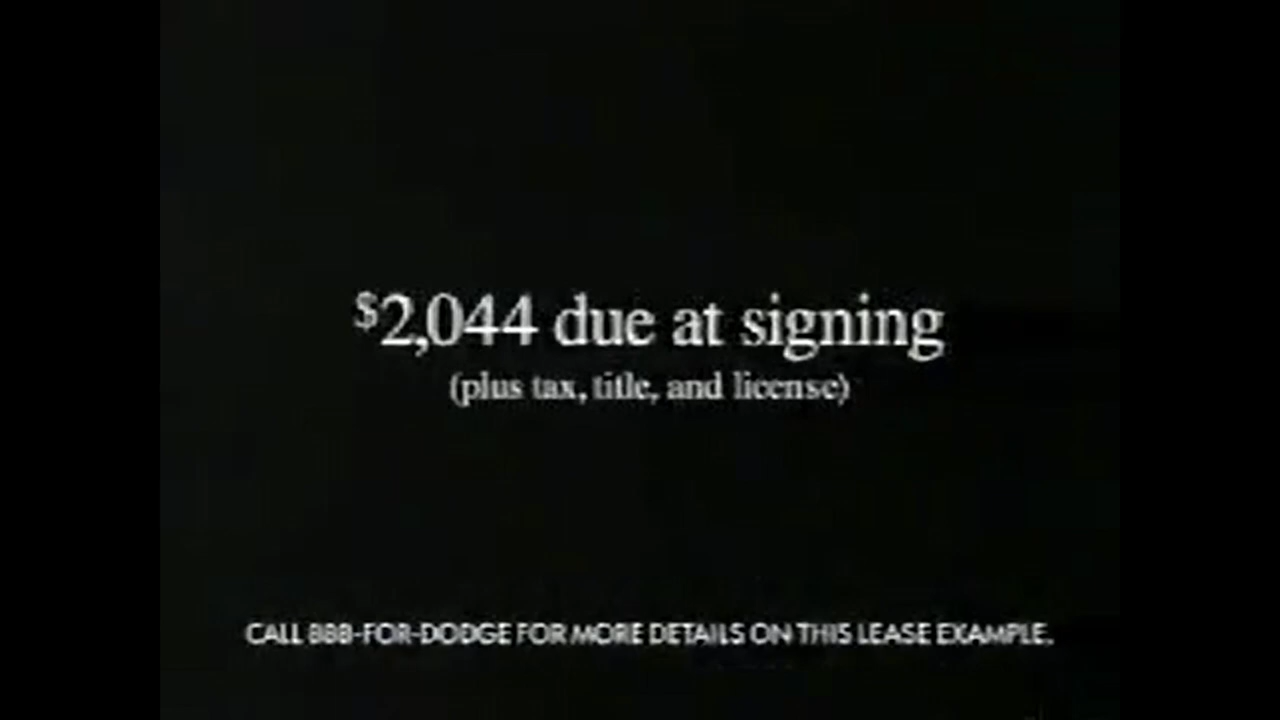 $2,044 due at signing
(plus tax, title, and license)
CALL 888-FOR-DODGE FOR MORE DETAILS ON THIS LEASE EXAMPLE.